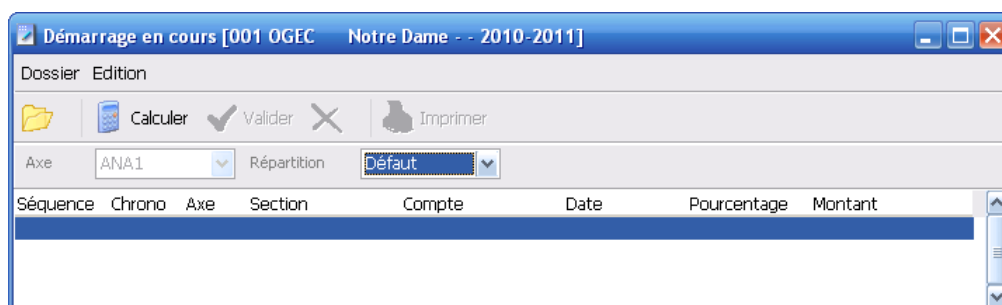 Démarrage en cours [001 OGEC Notre Dame - - 2010-2011]
Dossier Edition
Calculer Valider Imprimer
Axe ANA1 Répartition Défaut
Séquence Chrono Axe Section Compte Date Pourcentage Montant